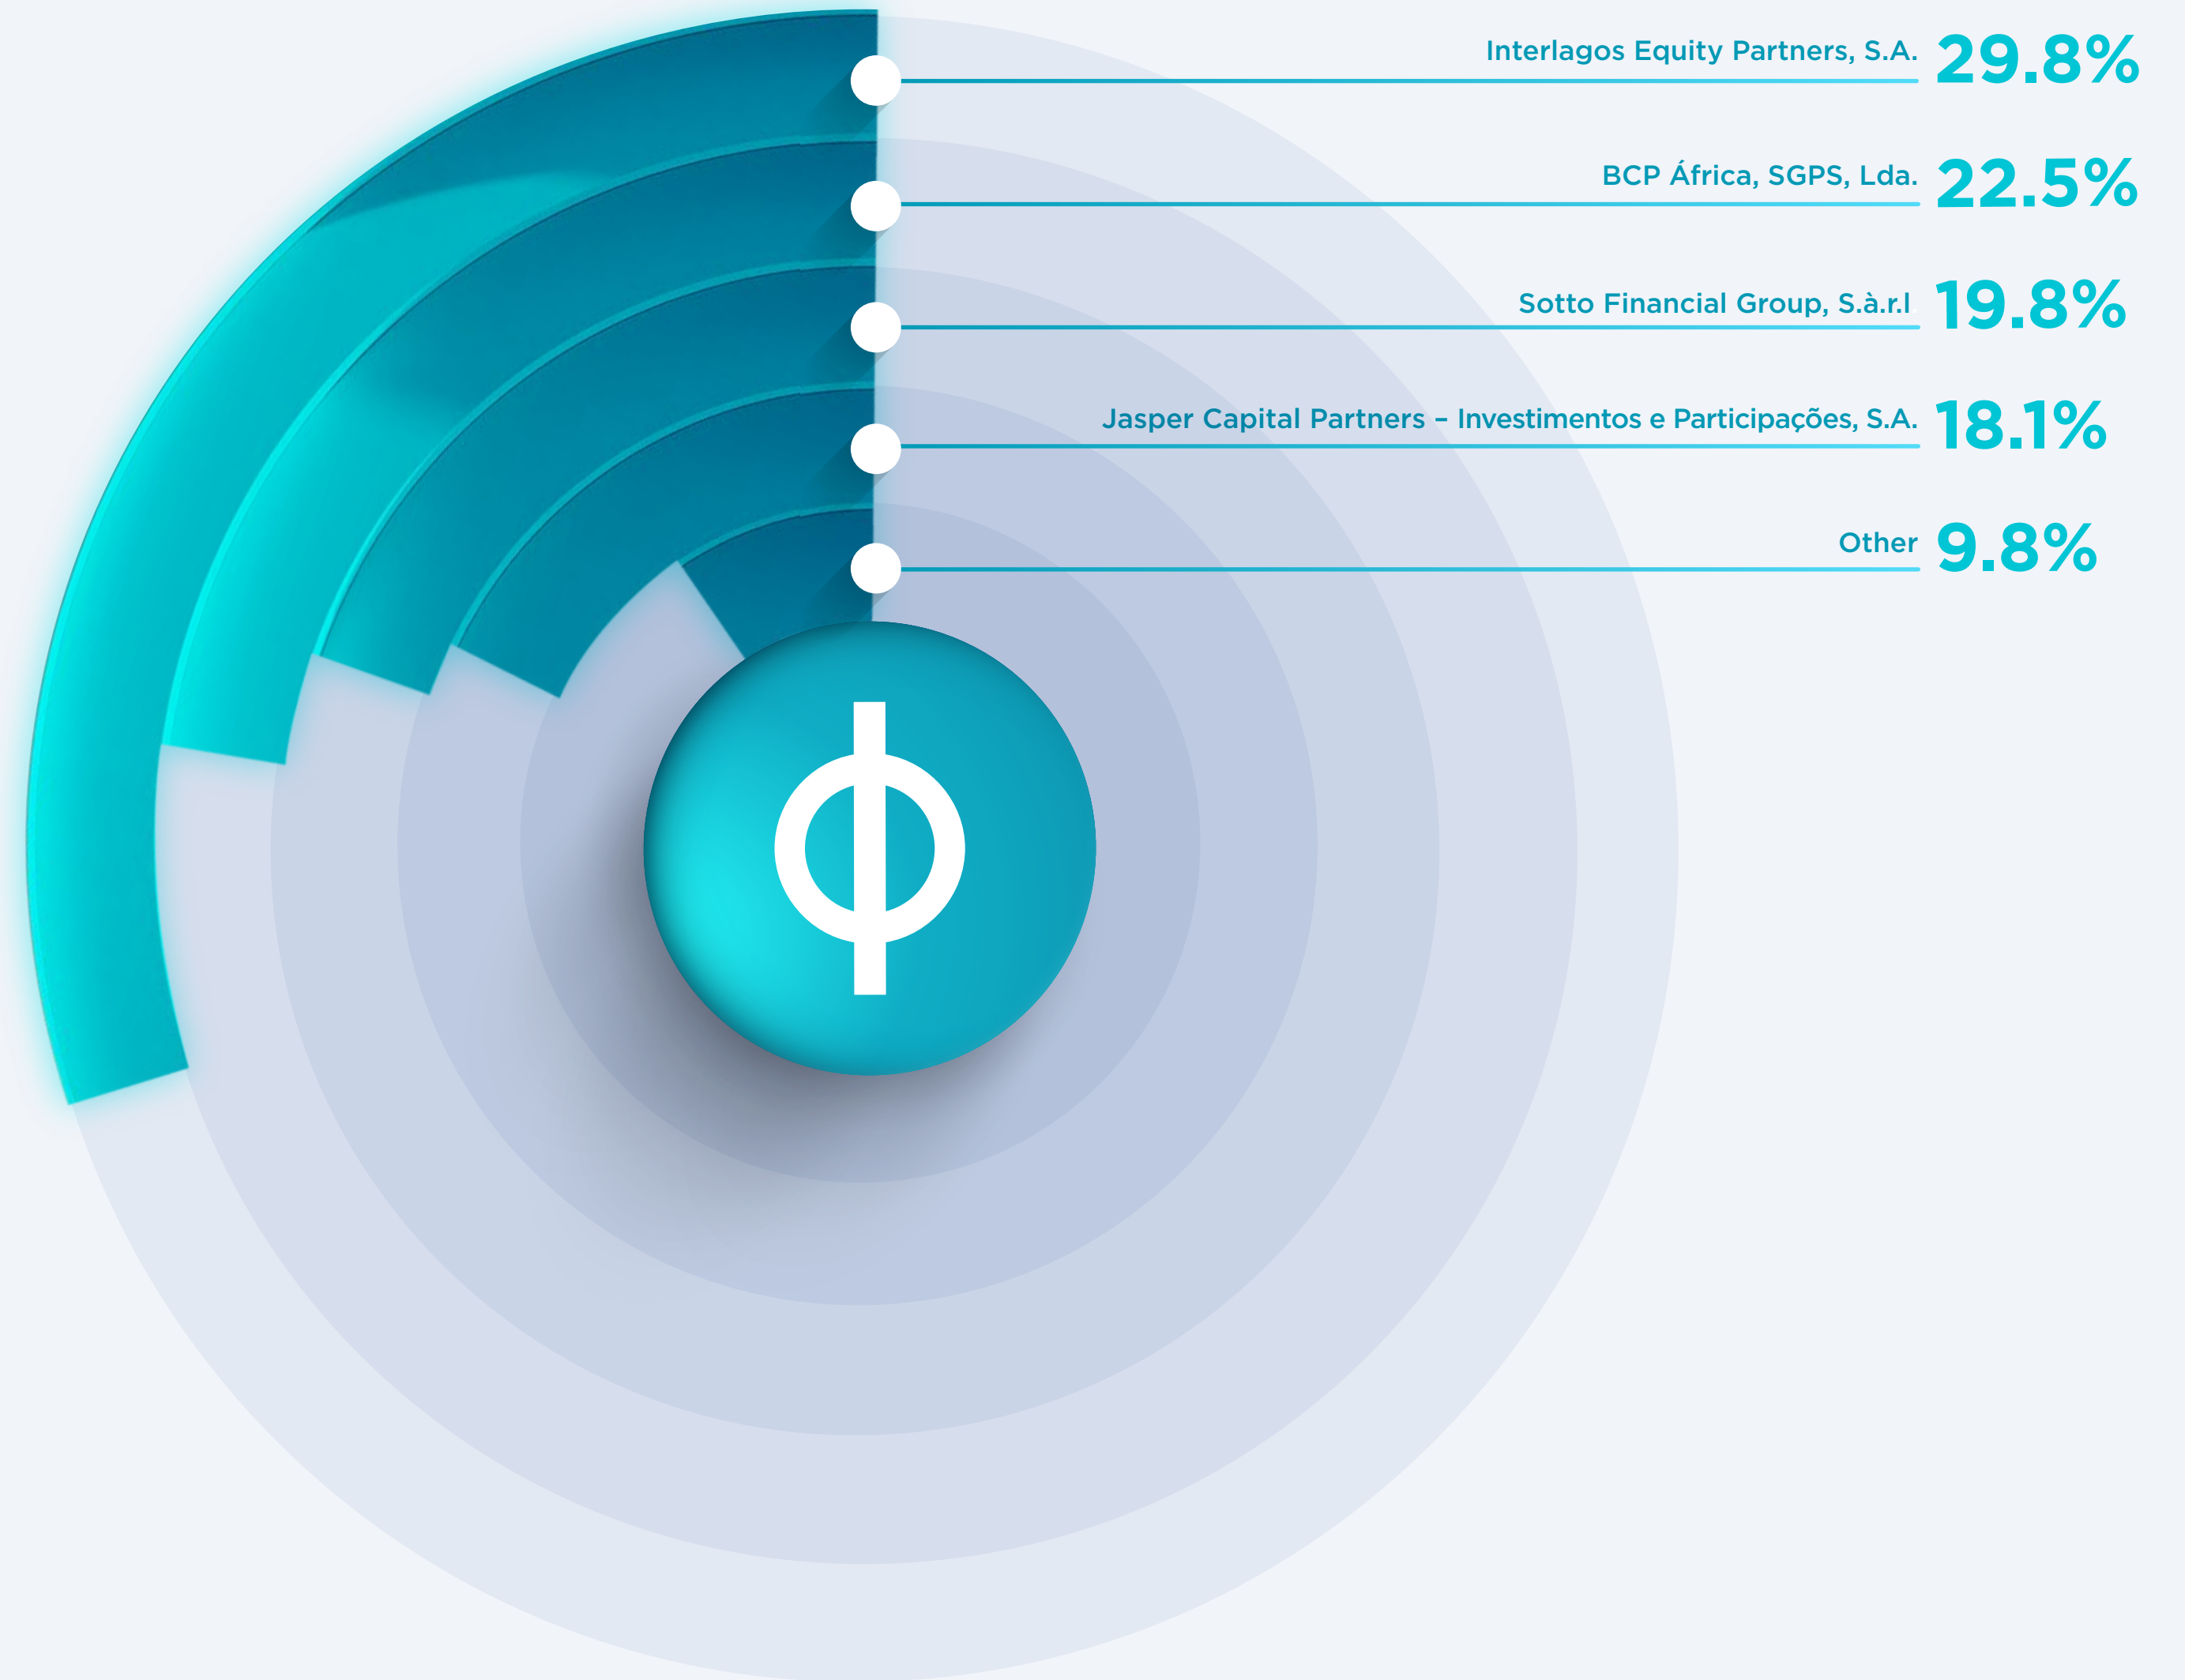 Interlagos Equity Partners, S.A. 29.8%
BCP África, SGPS, Lda. 22.5%
Sotto Financial Group, S.à.r.l 19.8%
Jasper Capital Partners – Investimentos e Participações, S.A. 18.1%
Other 9.8%